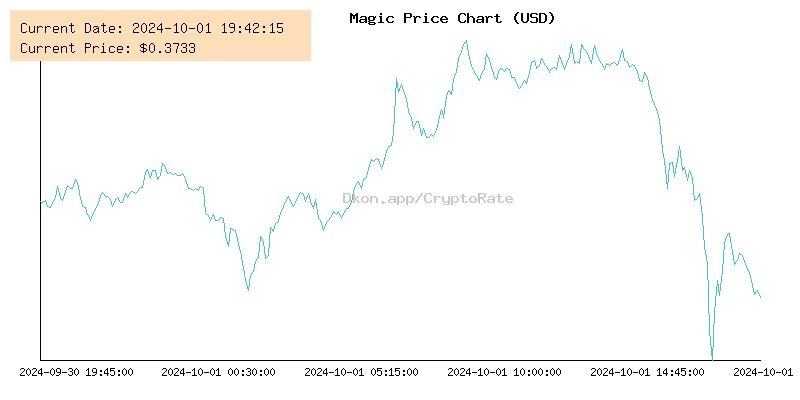 Magic Price Chart (USD)
Current Date: 2024-10-01 19:42:15
Current Price: $0.3733
Dkon.app/CryptoRate
2024-09-30 19:45:00 2024-10-01 00:30:00 2024-10-01 05:15:00 2024-10-01 10:00:00 2024-10-01 14:45:00 2024-10-01